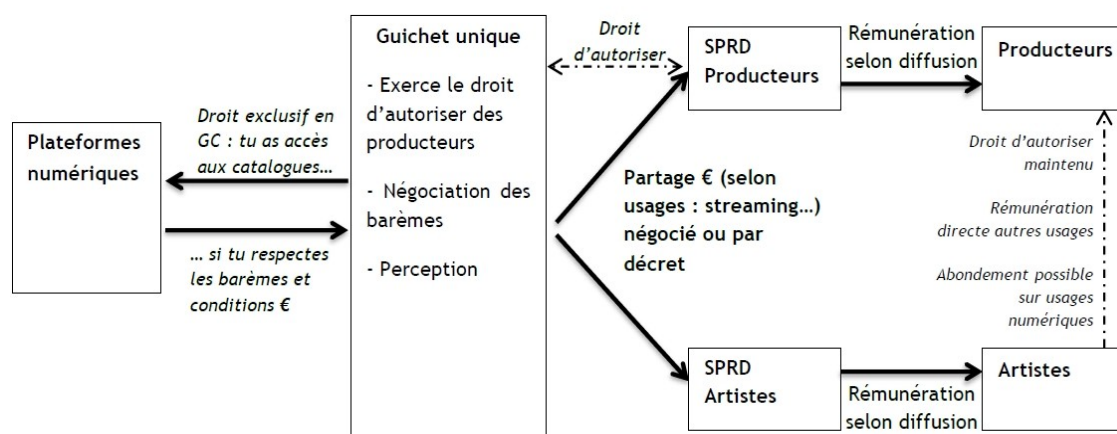 Plateformes
numériques
Droit exclusif en
GC : tu as accès
aux catalogues…
… si tu respectes
les barèmes et
conditions €
Guichet unique
- Exerce le droit
d’autoriser des
producteurs
- Négociation des
barèmes
- Perception
Droit
d’autoriser
SPRD
Producteurs
Rémunération
selon diffusion
Producteurs
Partage € (selon
usages : streaming…)
négocié ou par
décret
Droit d’autoriser
maintenu
Rémunération
directe autres usages
Abondement possible
sur usages
numériques
SPRD
Artistes
Rémunération
selon diffusion
Artistes